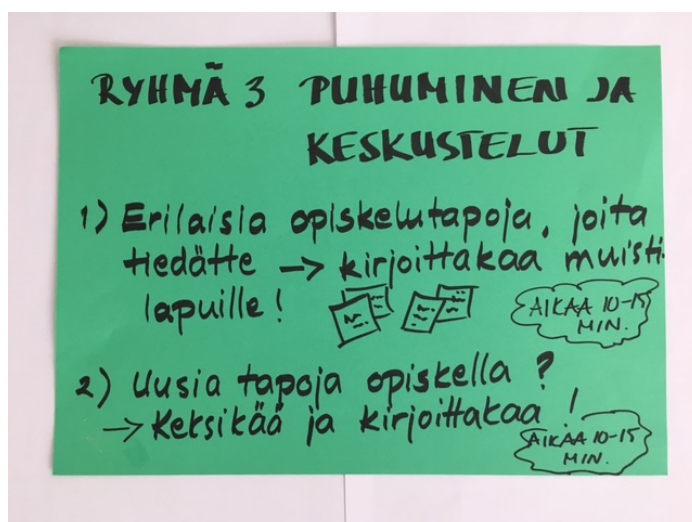 RYHMÄ 3 PUHUMINEN JA
KESKUSTELUT
1) Erilaisia opiskelutapoja, joita
tiedätte → kirjoittakaa muisti-
lapuille!
AIKAA 10-15
MIN.
2) Uusia tapoja opiskella?
→ Keksikää ja kirjoittakaa!
AIKAA 10-15
MIN.